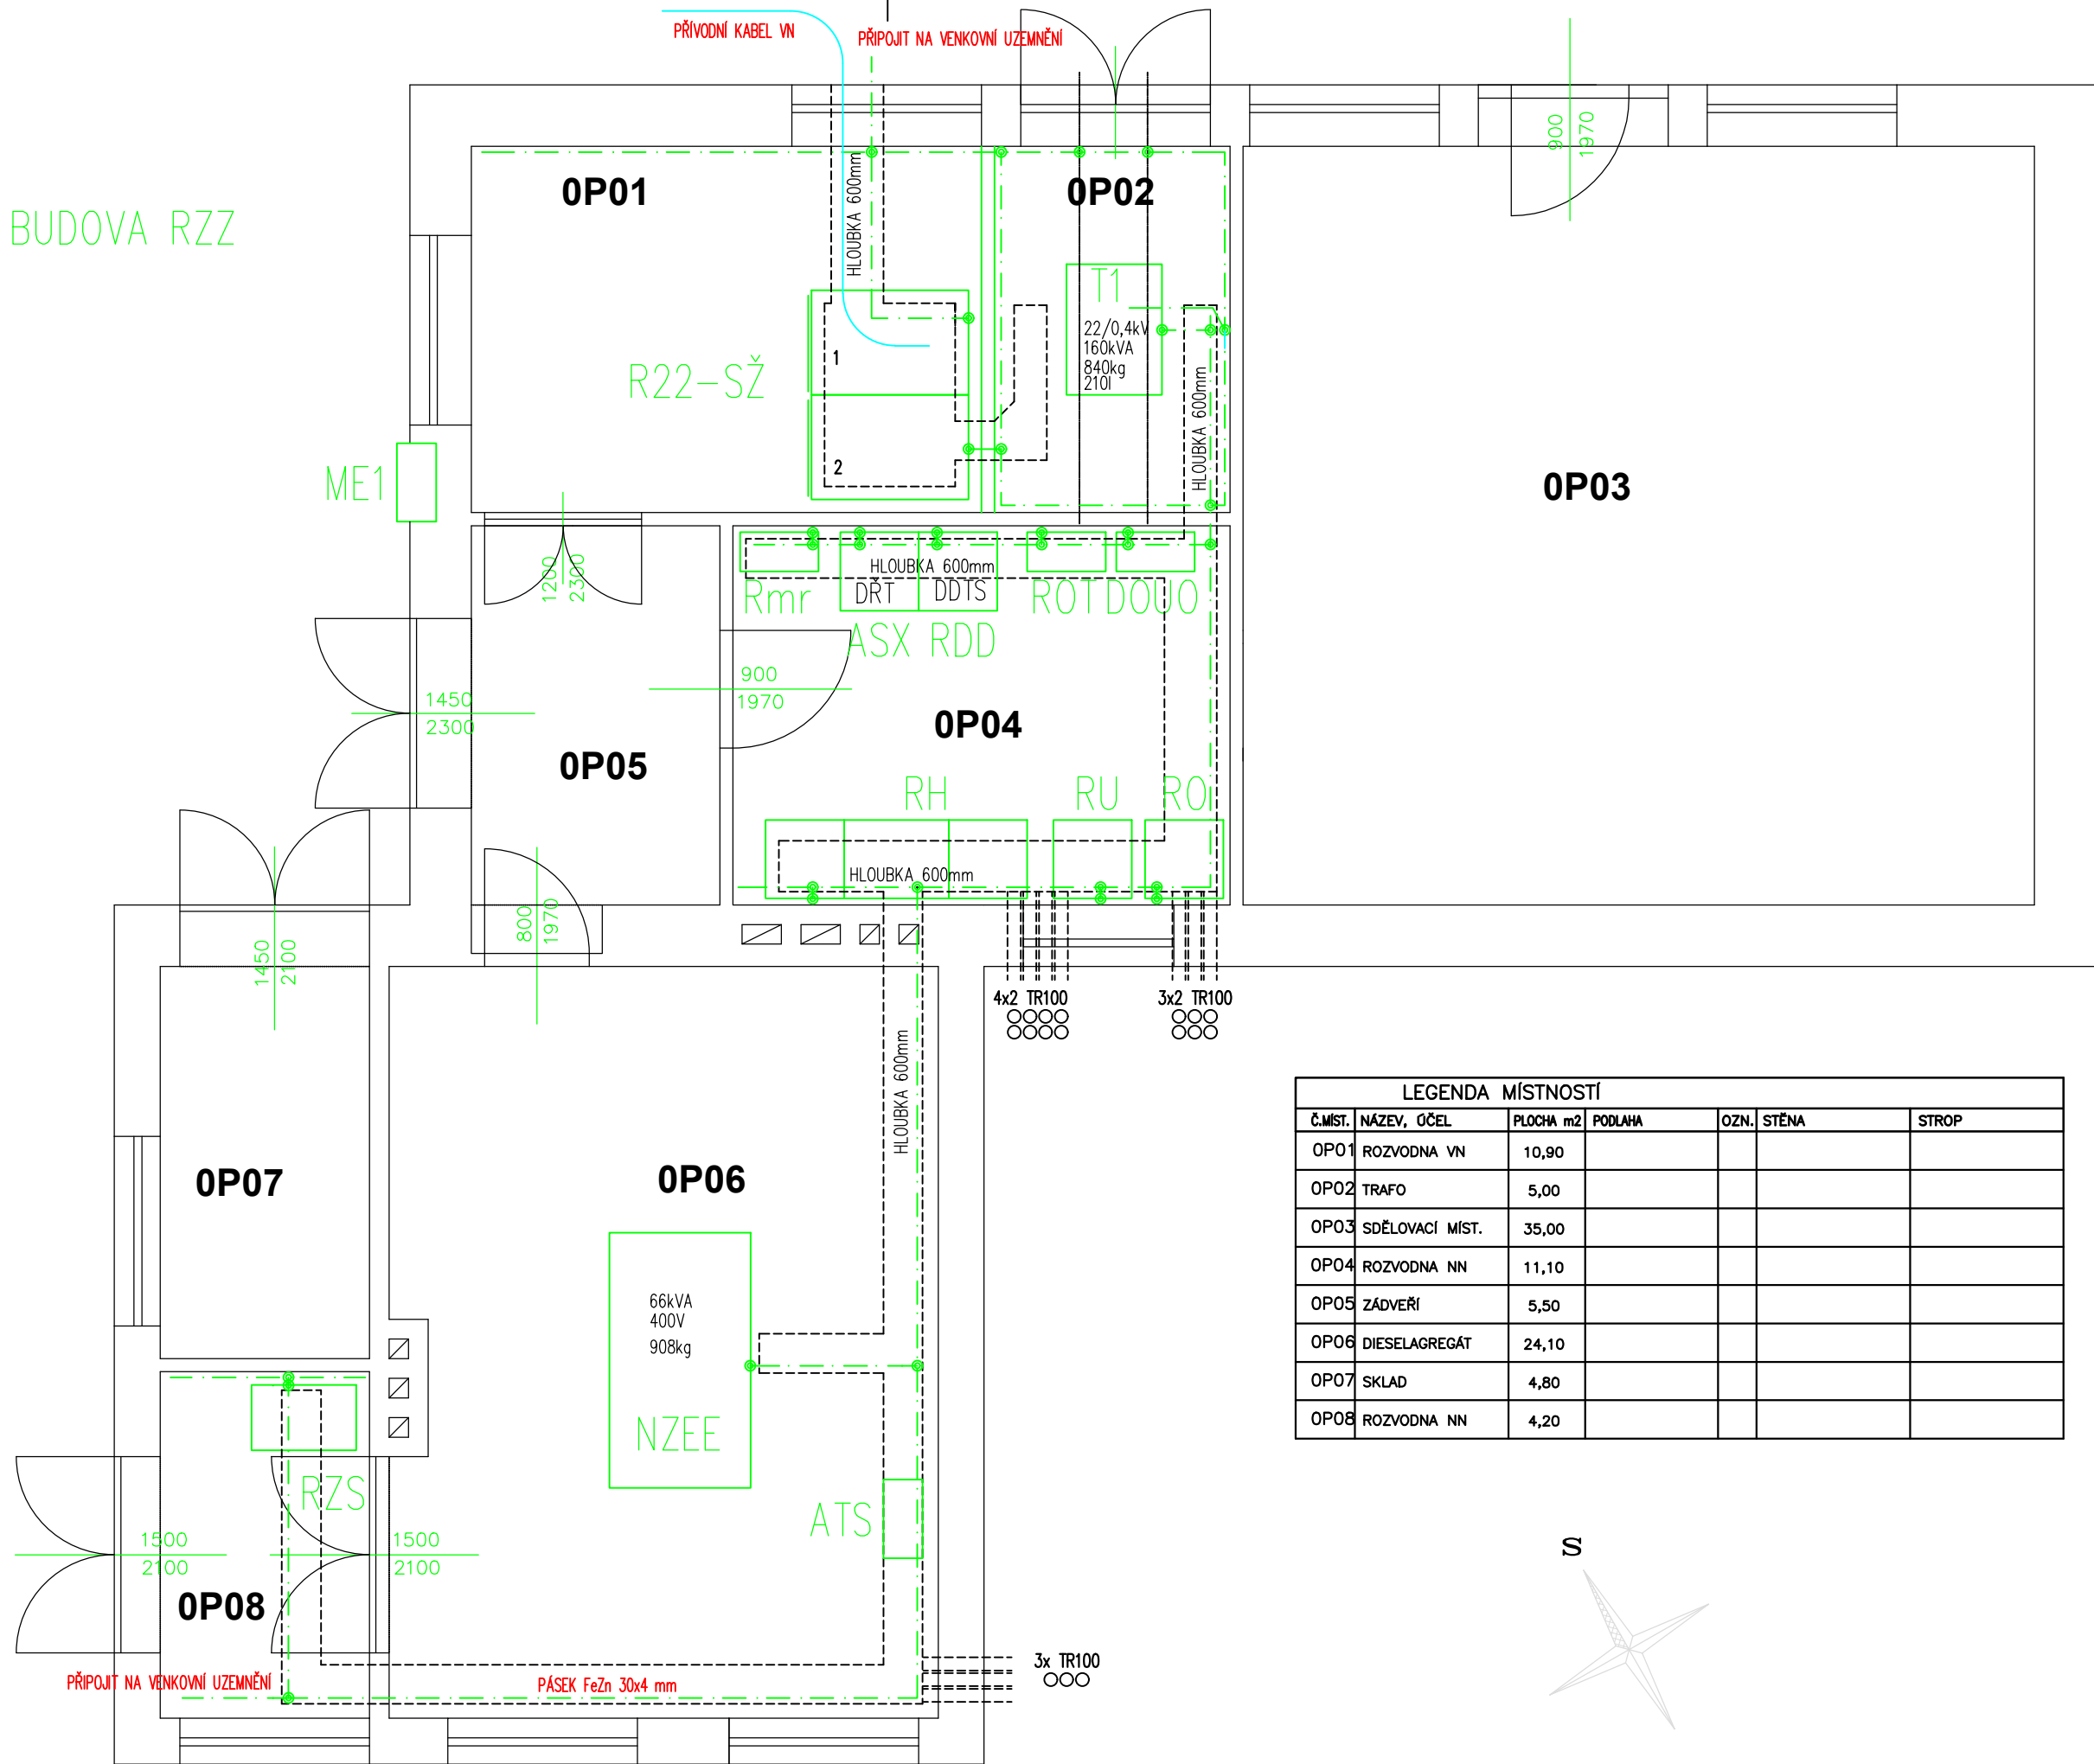 PŘÍVODNÍ KABEL VN
PŘIPOJIT NA VENKOVNÍ UZEMNĚNÍ
BUDOVA RZZ
0P01
0P02
HLOUBKA 600mm
900
1970
T1
22/0,4kV
160kVA
840kg
210l
1
R22-SŽ
HLOUBKA 600mm
2
ME1
0P03
1200
2300
HLOUBKA 600mm
DŘT
DDTS
Rmr
ROTDOUO
ASX RDD
900
1970
1450
2300
0P04
0P05
RH
RU
RO
HLOUBKA 600mm
800
1970
1450
2100
4x2 TR100
3x2 TR100
HLOUBKA 600mm
LEGENDA MÍSTNOSTÍ
Č.MÍST. NÁZEV, ÚČEL PLOCHA m2 PODLAHA OZN. STĚNA STROP
0P01 ROZVODNA VN 10,90
0P02 TRAFO 5,00
0P03 SDĚLOVACÍ MÍST. 35,00
0P04 ROZVODNA NN 11,10
0P05 ZÁDVEŘÍ 5,50
0P06 DIESELAGREGÁT 24,10
0P07 SKLAD 4,80
0P08 ROZVODNA NN 4,20
0P07
0P06
66kVA
400V
908kg
NZEE
RZS
ATS
1500
2100
1500
2100
S
0P08
3x TR100
PŘIPOJIT NA VENKOVNÍ UZEMNĚNÍ
PÁSEK FeZn 30x4 mm